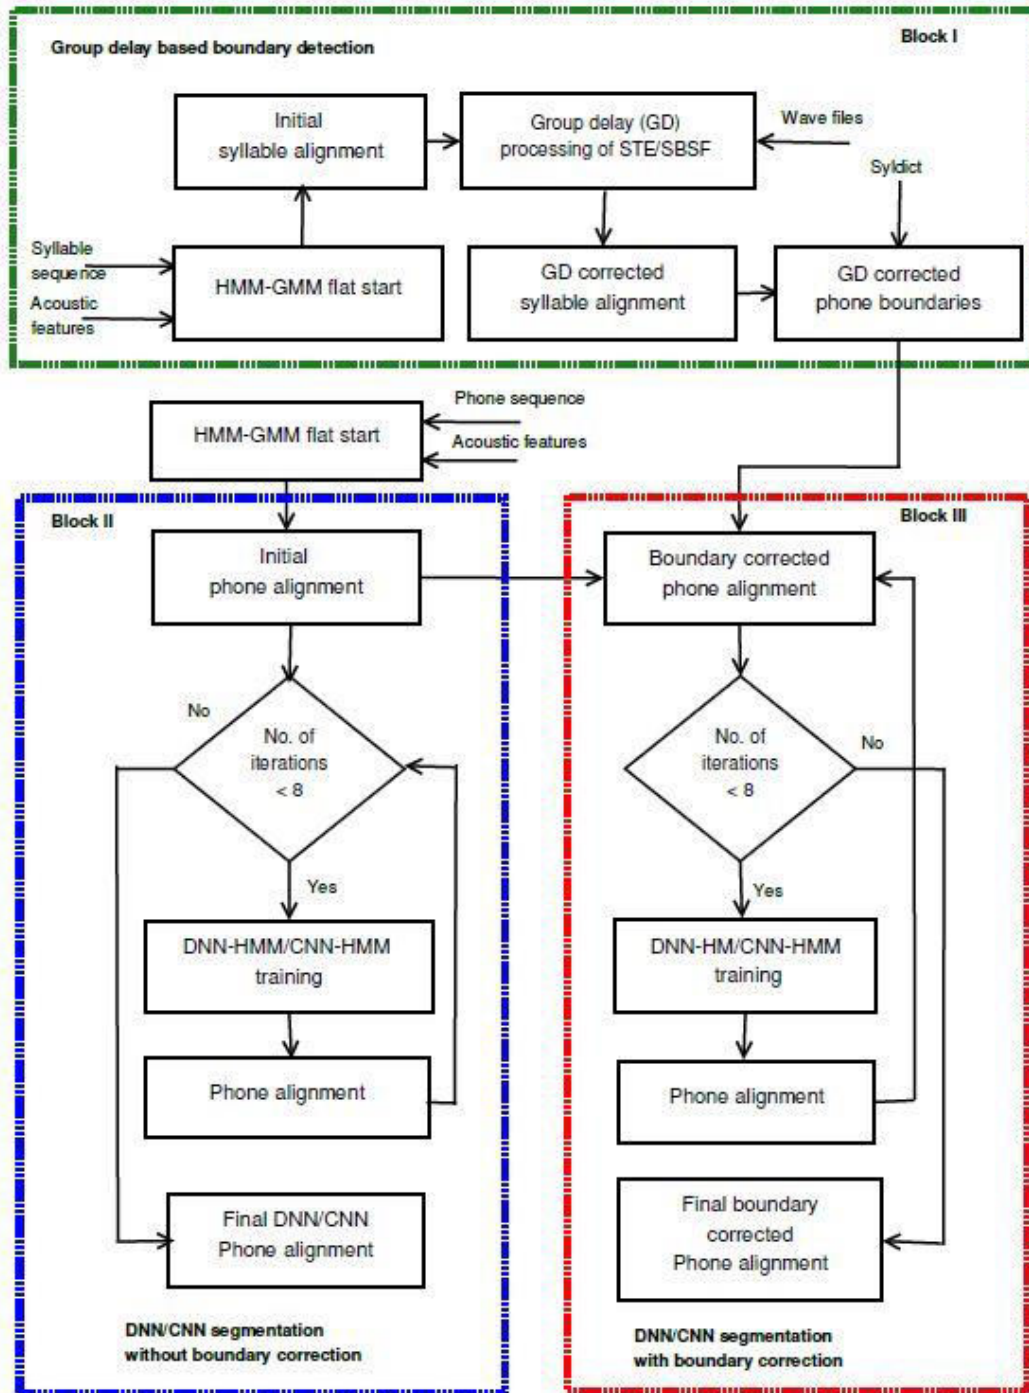 Group delay based boundary detection
Block I
Initial
syllable alignment
Group delay (GD)
processing of STE/SBSF
Wave files
Syldict
Syllable
sequence
Acoustic
features
HMM-GMM flat start
GD corrected
syllable alignment
GD corrected
phone boundaries
HMM-GMM flat start
Phone sequence
Acoustic features
Block II
Initial
phone alignment
No
No. of
iterations
< 8
Yes
DNN-HMM/CNN-HMM
training
Phone alignment
Final DNN/CNN
Phone alignment
DNN/CNN segmentation
without boundary correction
Block III
Boundary corrected
phone alignment
No. of
iterations
< 8
No
Yes
DNN-HM/CNN-HMM
training
Phone alignment
Final boundary
corrected
Phone alignment
DNN/CNN segmentation
with boundary correction